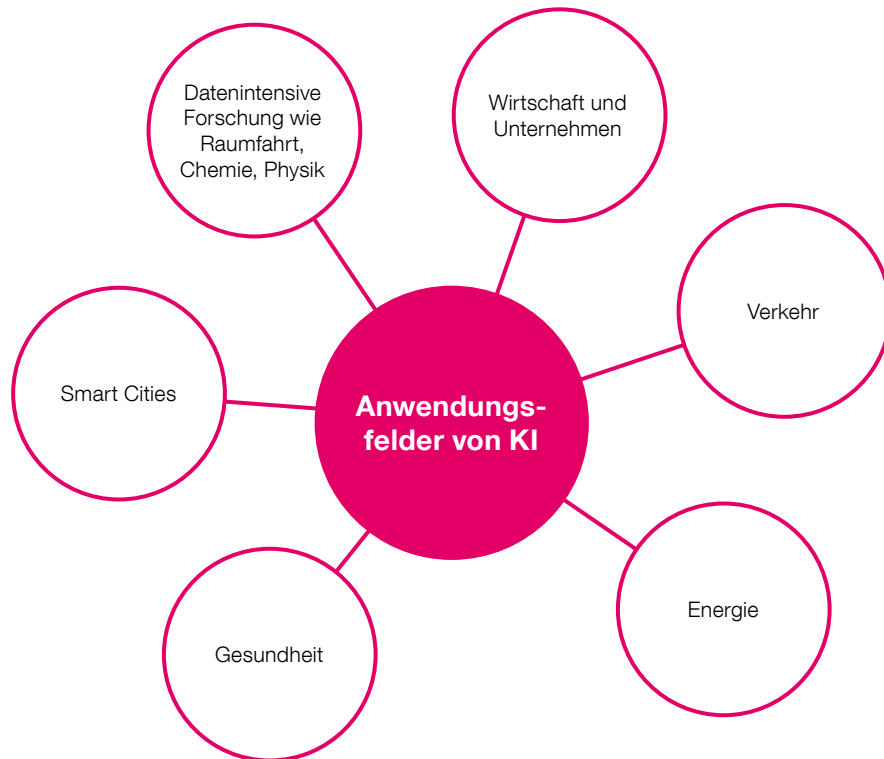 Datenintensive
Forschung wie
Raumfahrt,
Chemie, Physik
Wirtschaft und
Unternehmen
Verkehr
Smart Cities
Anwendungs-
felder von KI
Energie
Gesundheit